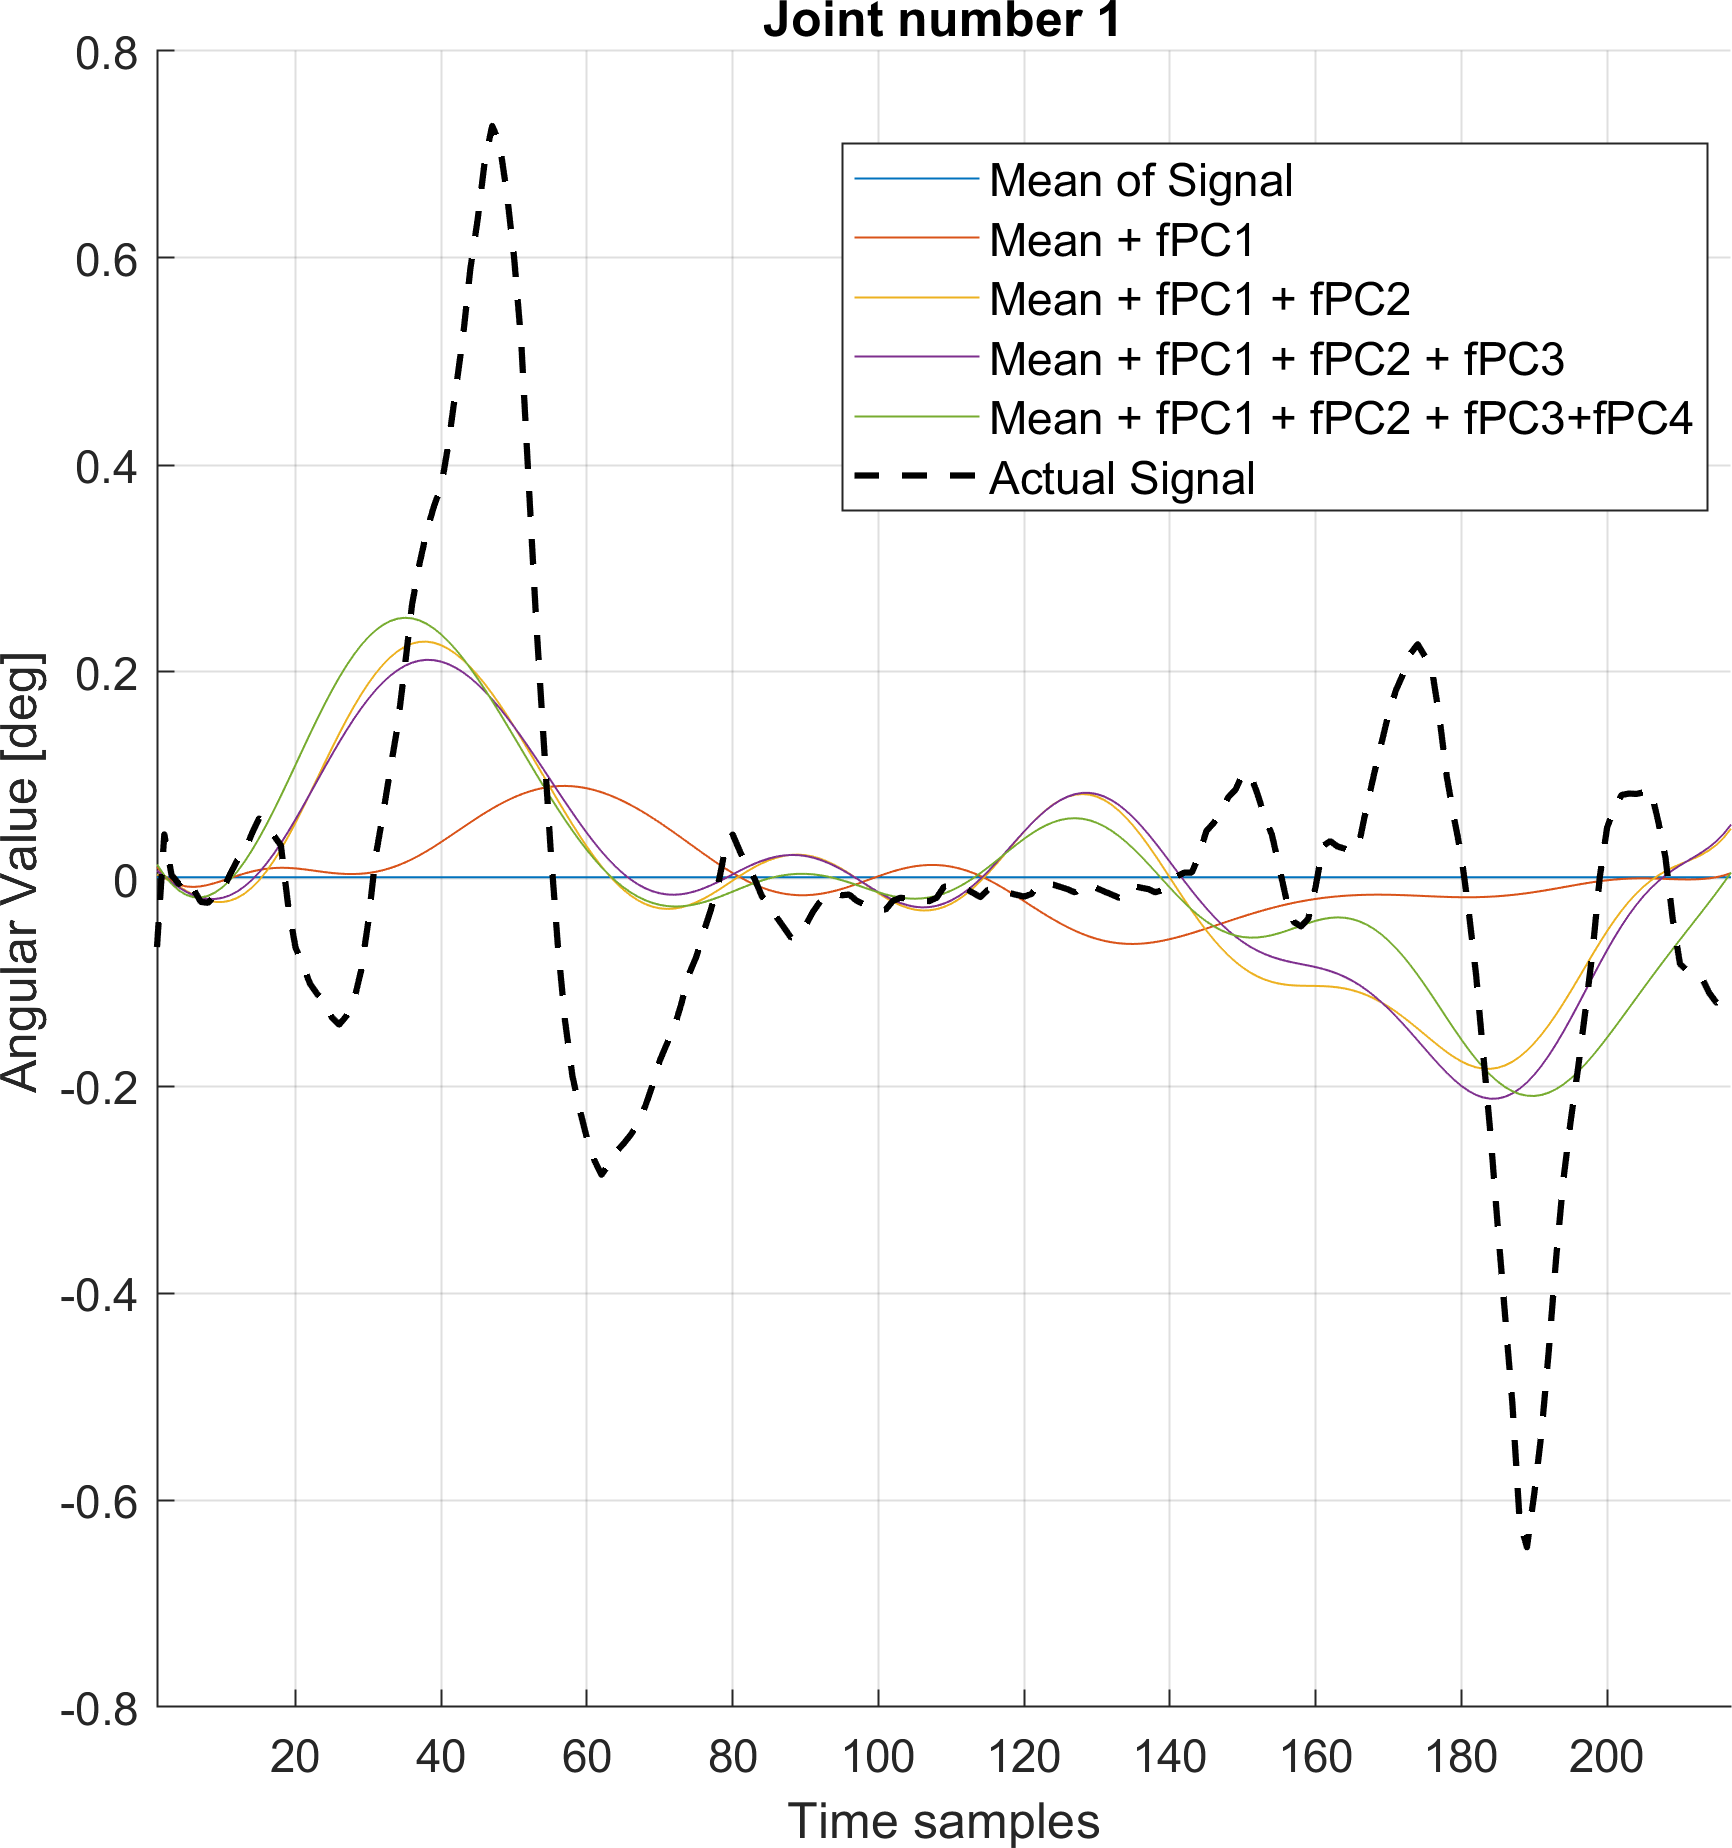 Joint number 1
0.8
0.6
0.4
0.2
0
-0.2
-0.4
-0.6
-0.8
Angular Value [deg]
Mean of Signal
Mean + fPC1
Mean + fPC1 + fPC2
Mean + fPC1 + fPC2 + fPC3
Mean + fPC1 + fPC2 + fPC3+fPC4
Actual Signal
20 40 60 80 100 120 140 160 180 200
Time samples